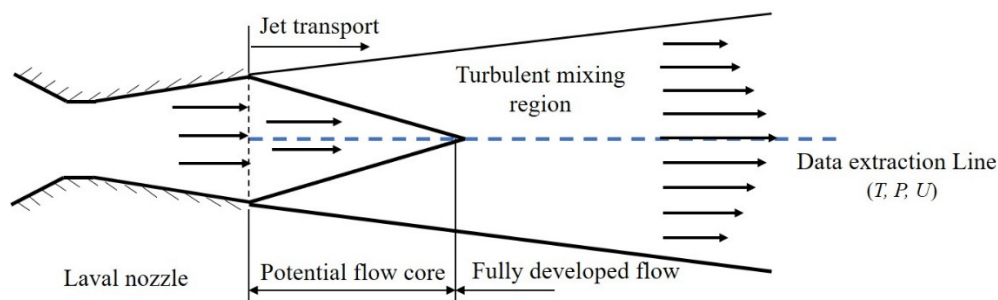 Jet transport
Turbulent mixing
region
Data extraction Line
(T, P, U)
Laval nozzle
Potential flow core
Fully developed flow